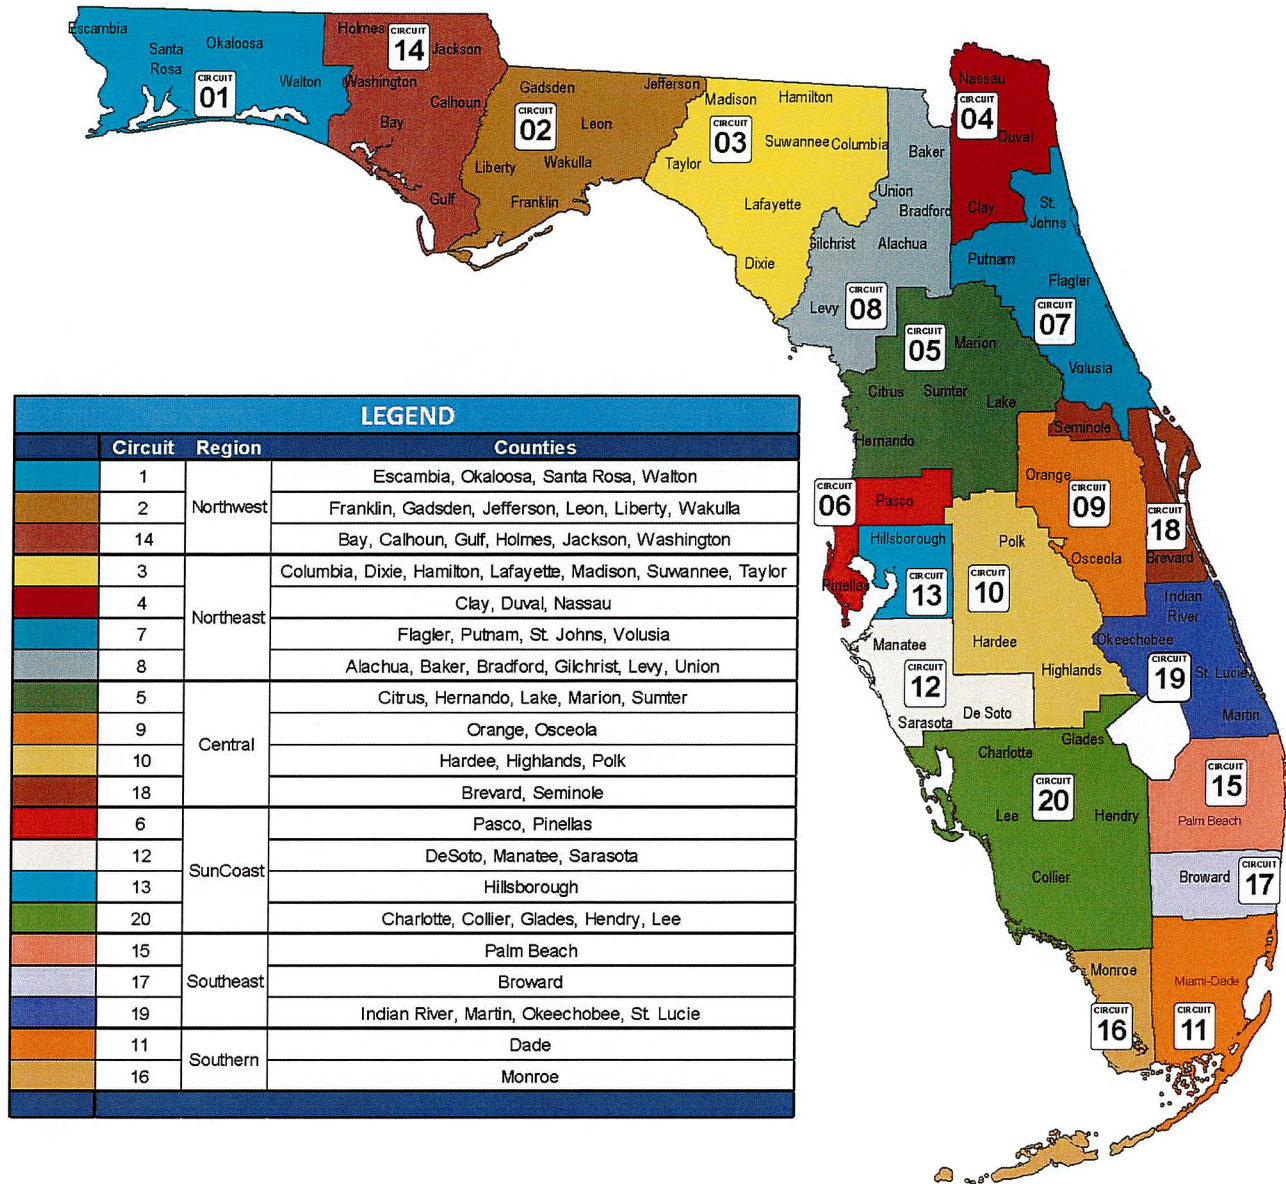 Escambia
Santa
Rosa
Okaloosa
Walton
CIRCUIT
01
Holmes
CIRCUIT
14
Jackson
Washington
Calhoun
Bay
Gulf
Gadsden
Jefferson
CIRCUIT
02
Leon
Liberty
Wakulla
Franklin
Madison
Hamilton
CIRCUIT
03
Suwannee
Columbia
Taylor
Lafayette
Dixie
Nassau
CIRCUIT
04
Duval
Clay
Baker
Union
Bradford
Gilchrist
Alachua
Levy
CIRCUIT
08
St.
Johns
Putnam
Flagler
CIRCUIT
07
Volusia
CIRCUIT
05
Marion
Citrus
Sumter
Lake
Hernando
Seminole
Orange
CIRCUIT
09
Osceola
CIRCUIT
18
Brevard
CIRCUIT
06
Pasco
Pinellas
Hillsborough
CIRCUIT
13
Polk
CIRCUIT
10
Hardee
Highlands
Indian
River
Okeechobee
CIRCUIT
19
St. Lucie
Martin
Manatee
CIRCUIT
12
Sarasota
De Soto
Charlotte
Glades
CIRCUIT
20
Lee
Hendry
Collier
CIRCUIT
15
Palm Beach
Broward
CIRCUIT
17
Monroe
CIRCUIT
16
Miami-Dade
CIRCUIT
11
LEGEND
Circuit Region Counties
1 Escambia, Okaloosa, Santa Rosa, Walton
Northwest
2 Franklin, Gadsden, Jefferson, Leon, Liberty, Wakulla
14 Bay, Calhoun, Gulf, Holmes, Jackson, Washington
3 Columbia, Dixie, Hamilton, Lafayette, Madison, Suwannee, Taylor
4 Clay, Duval, Nassau
Northeast
7 Flagler, Putnam, St. Johns, Volusia
8 Alachua, Baker, Bradford, Gilchrist, Levy, Union
5 Citrus, Hernando, Lake, Marion, Sumter
9 Orange, Osceola
Central
10 Hardee, Highlands, Polk
18 Brevard, Seminole
6 Pasco, Pinellas
12 DeSoto, Manatee, Sarasota
SunCoast
13 Hillsborough
20 Charlotte, Collier, Glades, Hendry, Lee
15 Palm Beach
Southeast
17 Broward
19 Indian River, Martin, Okeechobee, St. Lucie
11 Dade
Southern
16 Monroe